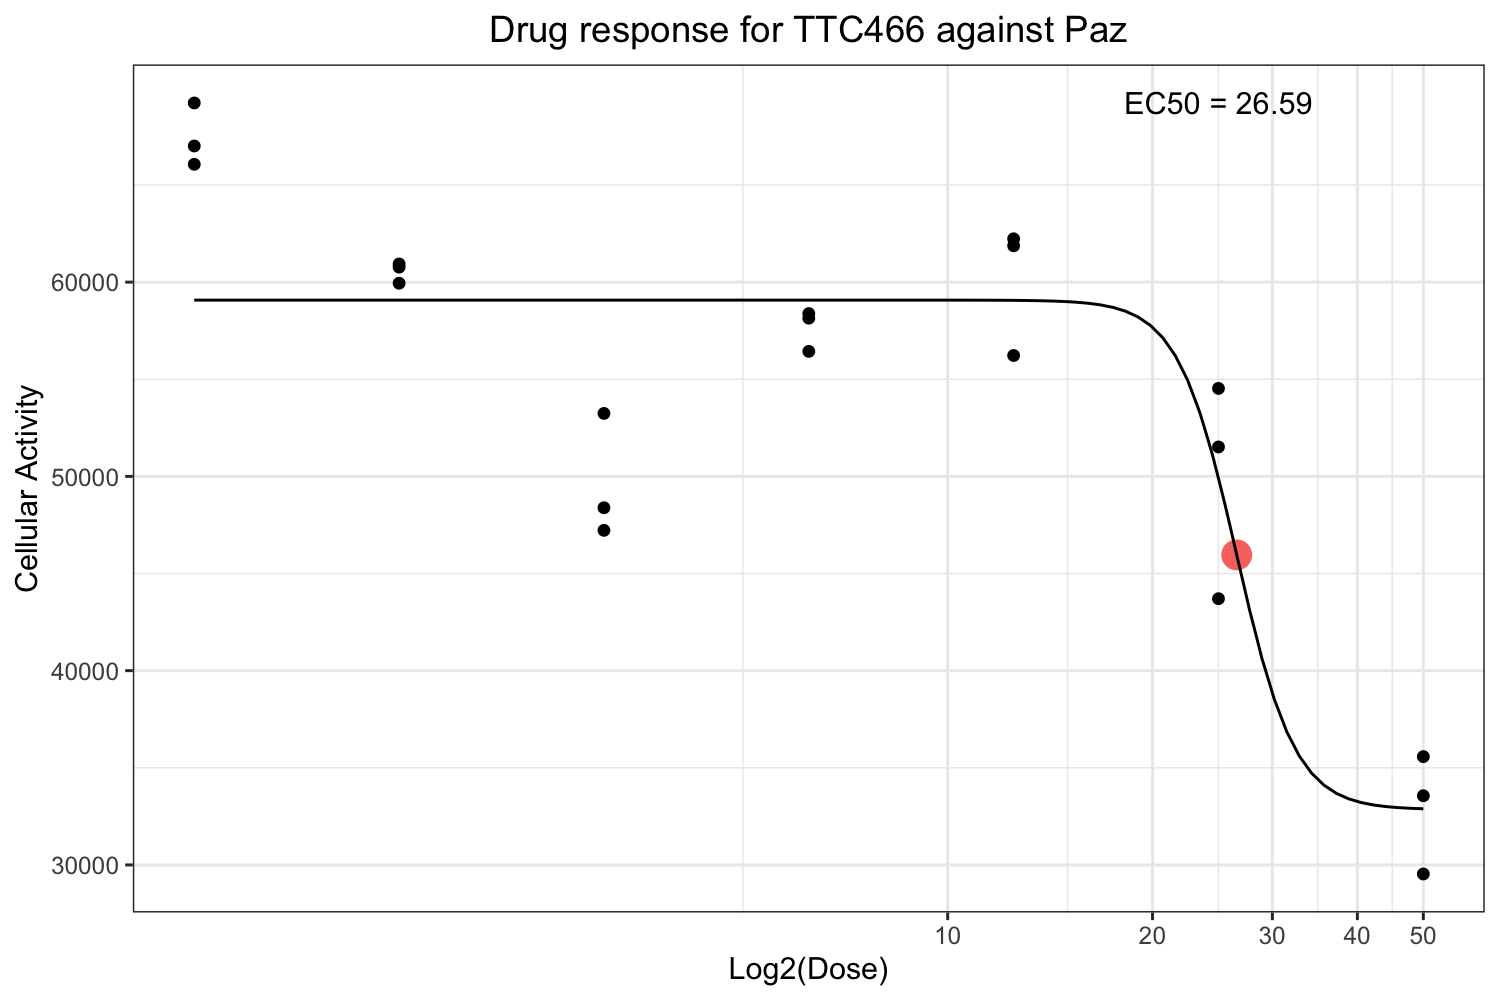 Drug response for TTC466 against Paz
EC50 = 26.59
Cellular Activity
60000
50000
40000
30000
10 20 30 40 50
Log2(Dose)